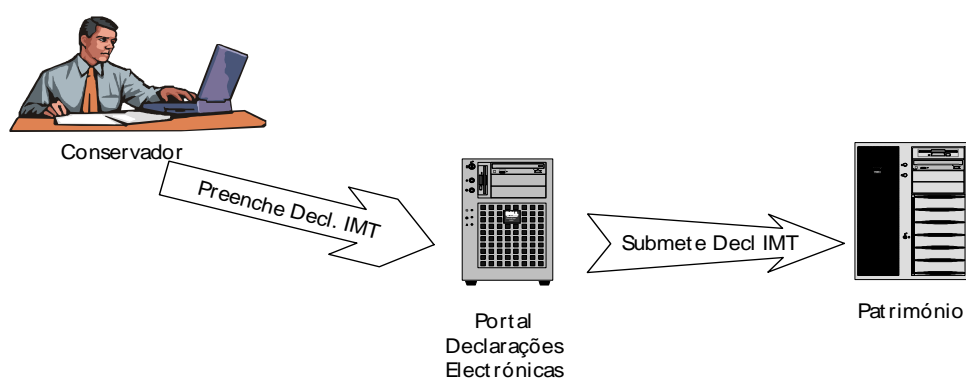 Conservador
Preenche Decl. IMT
Submete Decl IMT
Portal
Declarações
Electrónicas
Património